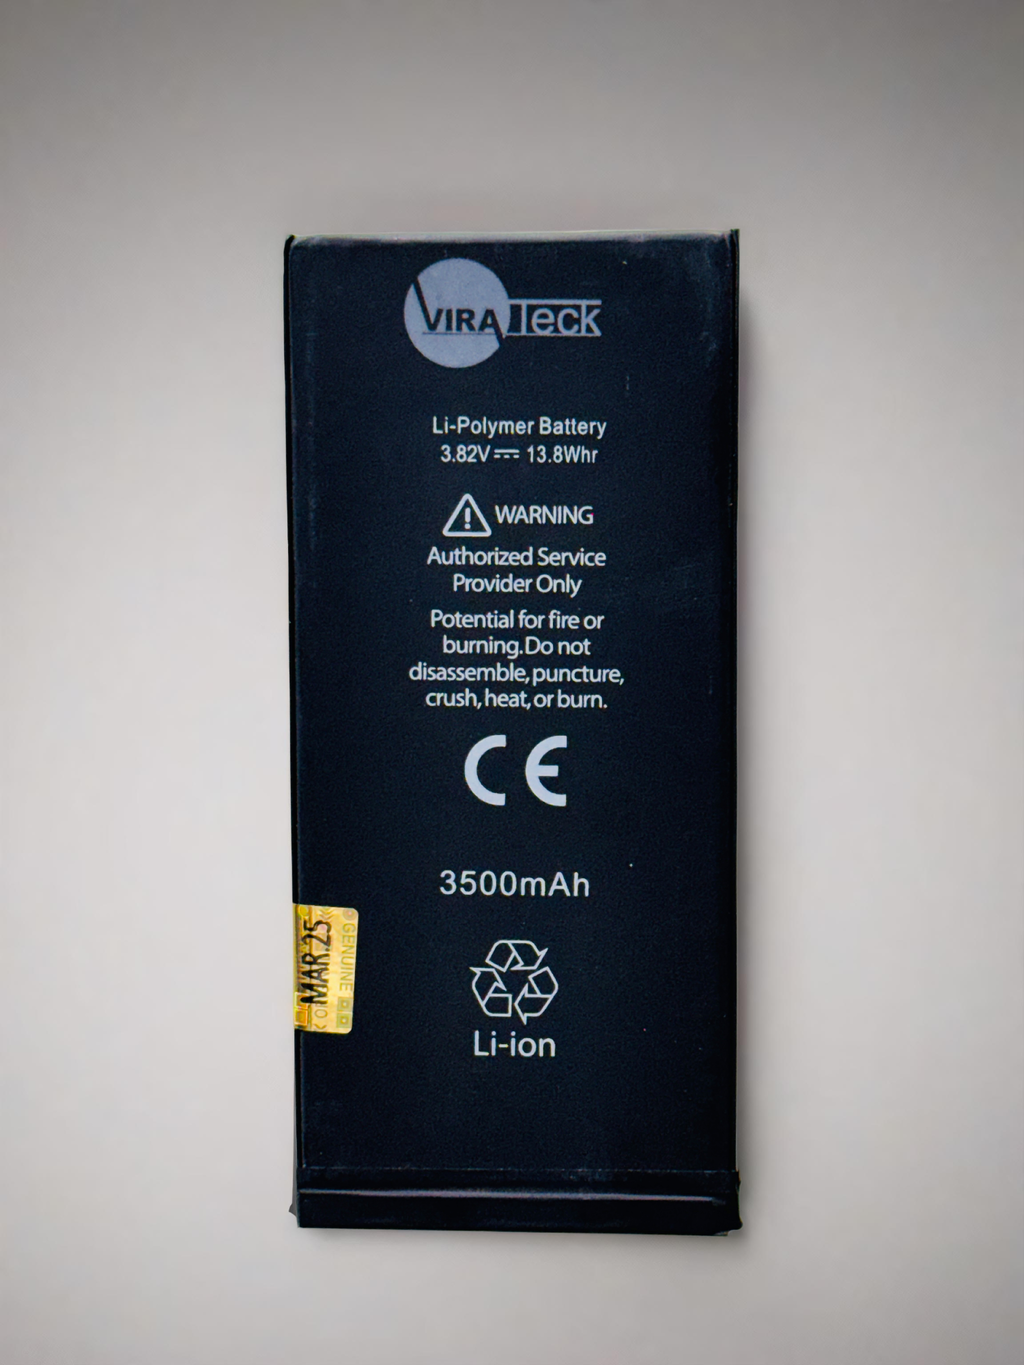 VIRA Teck
Li-Polymer Battery
3.82V⎓ 13.8Whr
WARNING
Authorized Service
Provider Only
Potential for fire or
burning.Do not
disassemble,puncture,
crush,heat,or burn.
CE
3500mAh
MAR.25
GENUINE
Li-ion